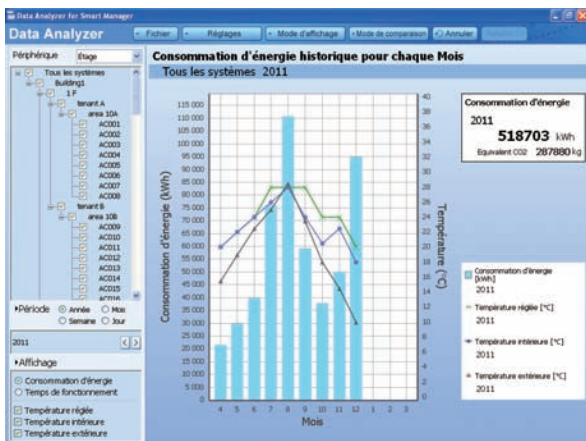 Data Analyzer for Smart Manager
Data Analyzer
Fichier
Réglages
Mode d'affichage
Mode de comparaison
Annuler
Périphérique
Étage
Tous les systèmes
Building1
1 F
tenant A
area 10A
AC001
AC002
AC003
AC004
AC005
AC006
AC007
AC008
tenant B
area 10B
AC009
AC010
AC011
AC012
AC013
AC014
AC015
AC016
Période
Année
Mois
Semaine
Jour
2011
Affichage
Consommation d'énergie
Temps de fonctionnement
Température réglée
Température intérieure
Température extérieure
Consommation d'énergie historique pour chaque Mois
Tous les systèmes 2011
Consommation d'énergie (kWh)
115 000
110 000
105 000
100 000
95 000
90 000
85 000
80 000
75 000
70 000
65 000
60 000
55 000
50 000
45 000
40 000
35 000
30 000
25 000
20 000
15 000
10 000
5 000
0
4 5 6 7 8 9 10 11 12 1 2 3
Mois
40
38
36
34
32
30
28
26
24
22
20
18
16
14
12
10
8
6
4
2
0
Température (°C)
Consommation d'énergie
2011
518703 kWh
Equivalent CO2 287880 kg
Consommation d'énergie
[kWh]
2011
Température réglée [°C]
2011
Température intérieure [°C]
2011
Température extérieure [°C]
2011